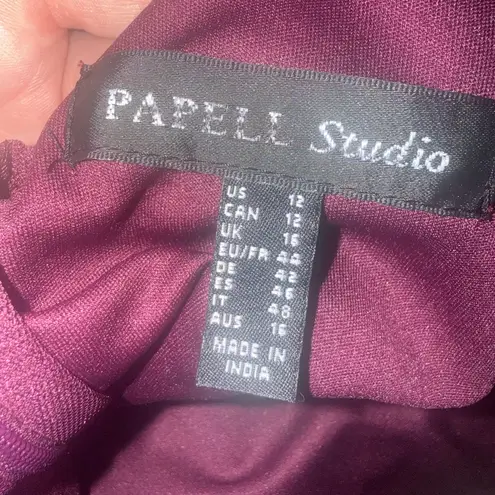 PAPELL Studio
US 12
CAN 12
UK 16
EU/FR 44
DE 42
ES 46
IT 48
AUS 16
MADE IN
INDIA